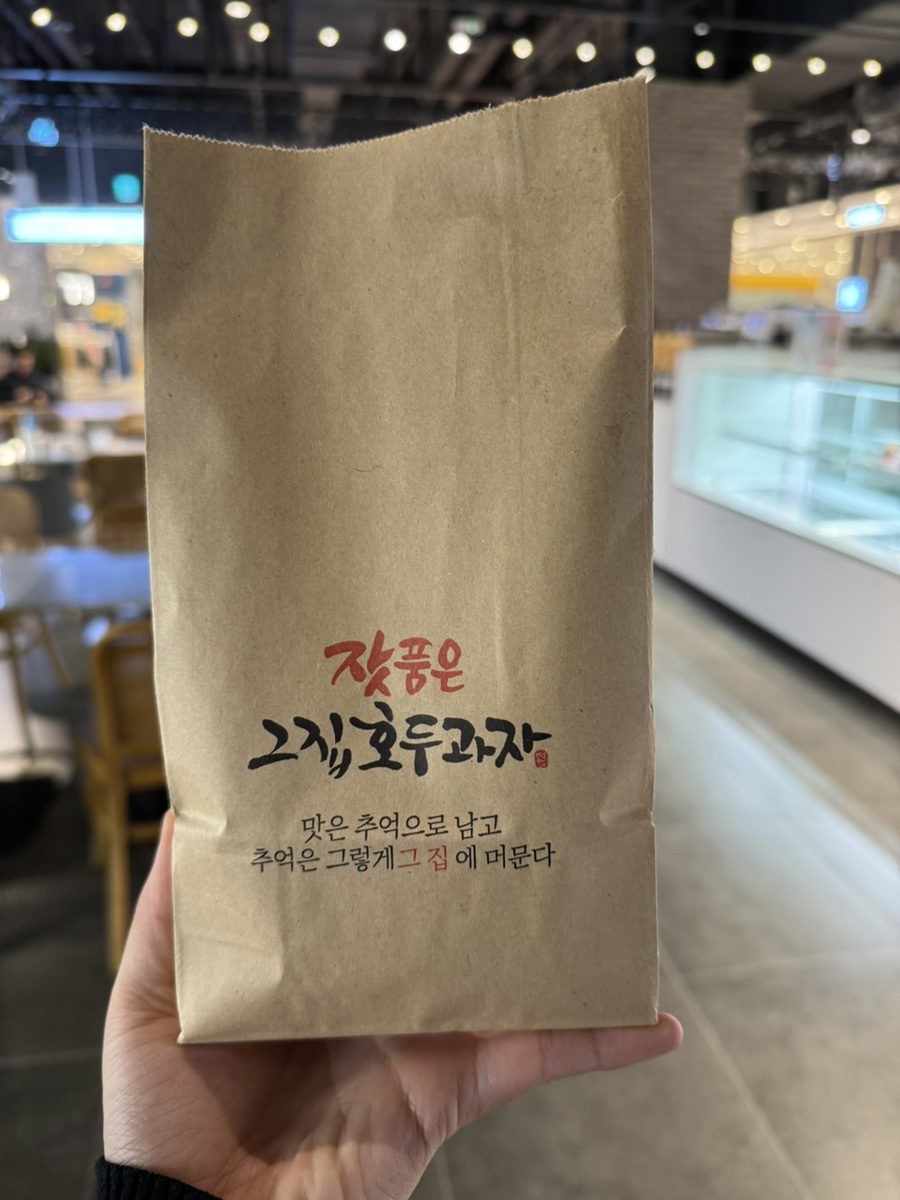 잣품은
그집호두과자
맛은 추억으로 남고
추억은 그렇게그 집에 머문다